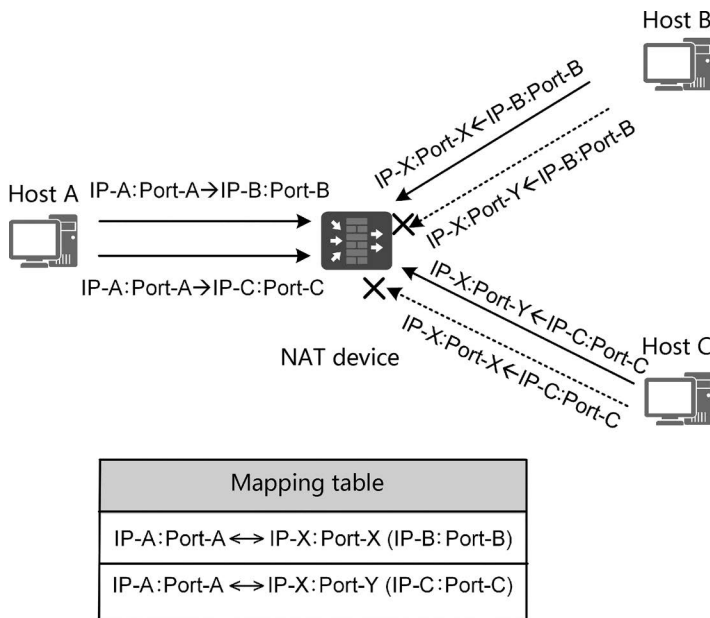 Host B
IP-X:Port-X←IP-B:Port-B
IP-X:Port-Y←IP-B:Port-B
Host A
IP-A:Port-A→IP-B:Port-B
IP-A:Port-A→IP-C:Port-C
NAT device
IP-X:Port-Y←IP-C:Port-C
IP-X:Port-X←IP-C:Port-C
Host C
Mapping table
IP-A:Port-A↔IP-X:Port-X (IP-B:Port-B)
IP-A:Port-A↔IP-X:Port-Y (IP-C:Port-C)